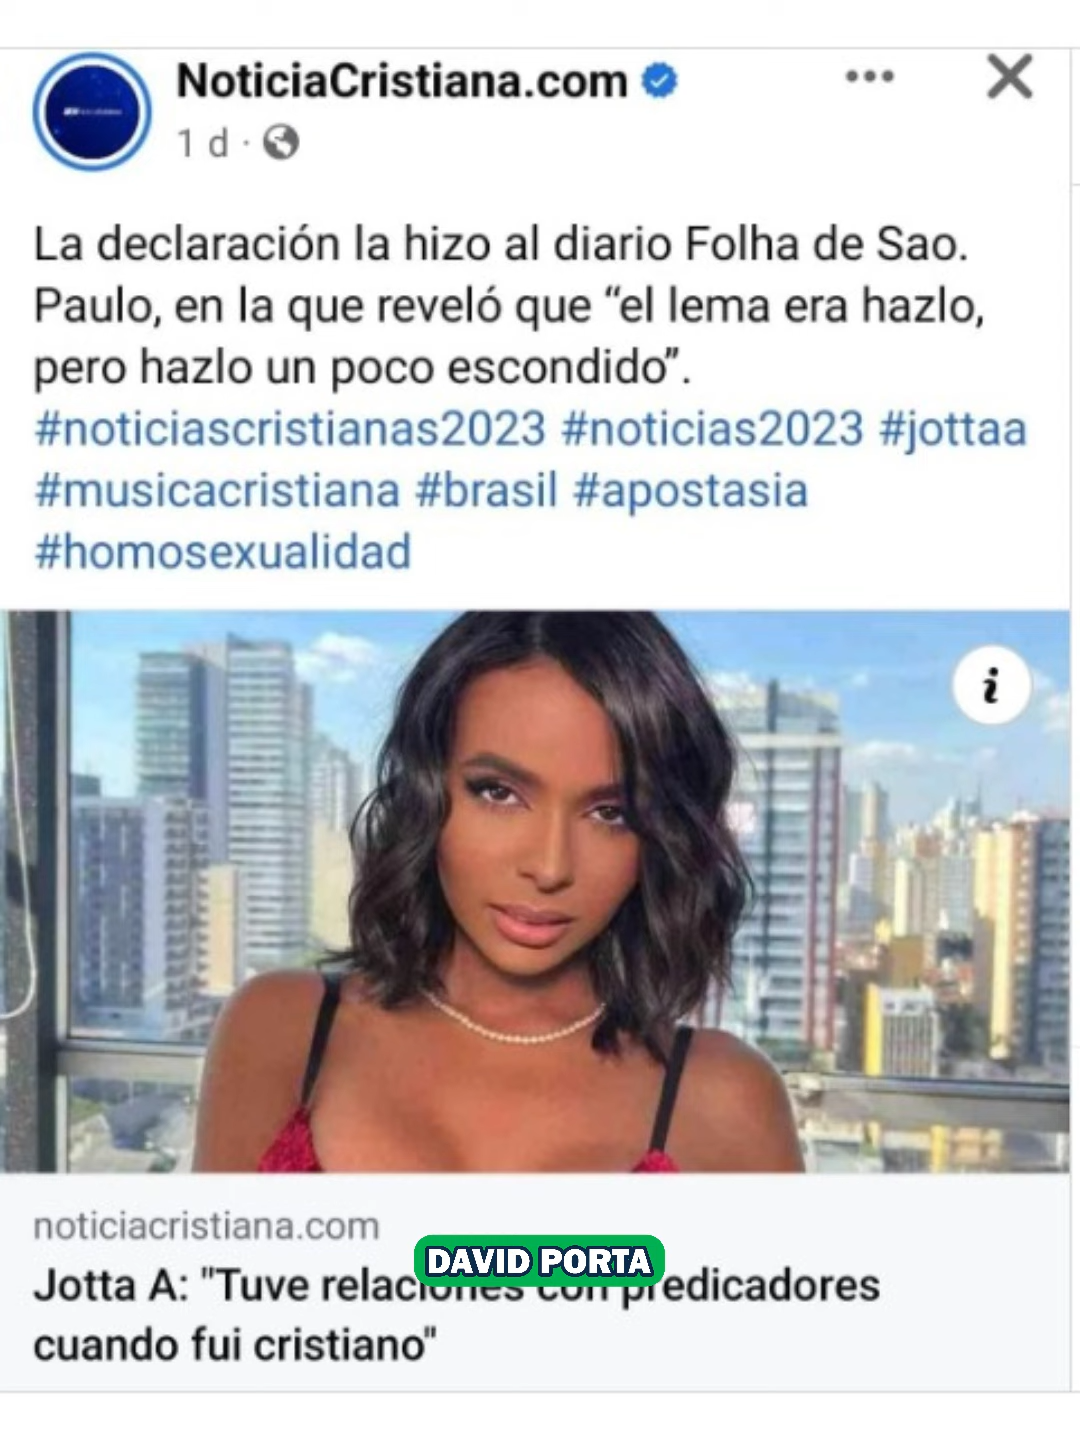 NoticiaCristiana.com
1 d ·
La declaración la hizo al diario Folha de Sao.
Paulo, en la que reveló que “el lema era hazlo,
pero hazlo un poco escondido”.
#noticiascristianas2023 #noticias2023 #jottaa
#musicacristiana #brasil #apostasia
#homosexualidad
i
noticiacristiana.com
DAVID PORTA
Jotta A: "Tuve relaciones con predicadores
cuando fui cristiano"